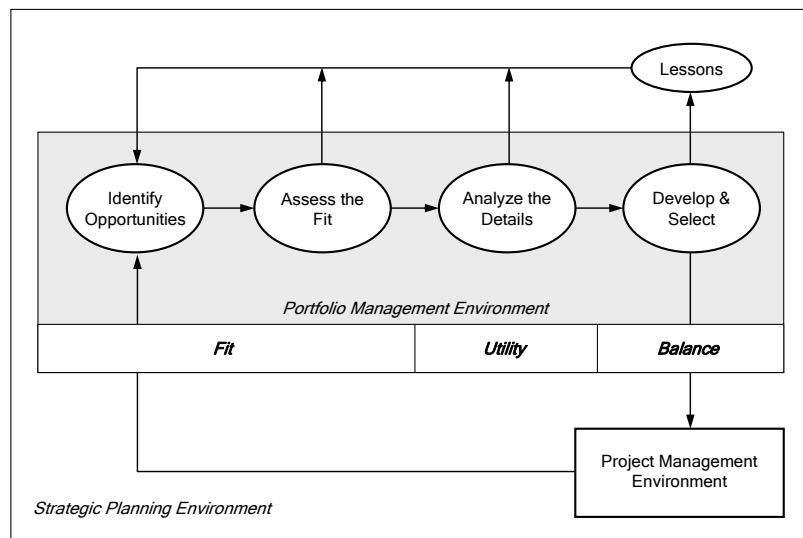 Lessons
Identify
Opportunities
Assess the
Fit
Analyze the
Details
Develop &
Select
Portfolio Management Environment
Fit
Utility
Balance
Project Management
Environment
Strategic Planning Environment